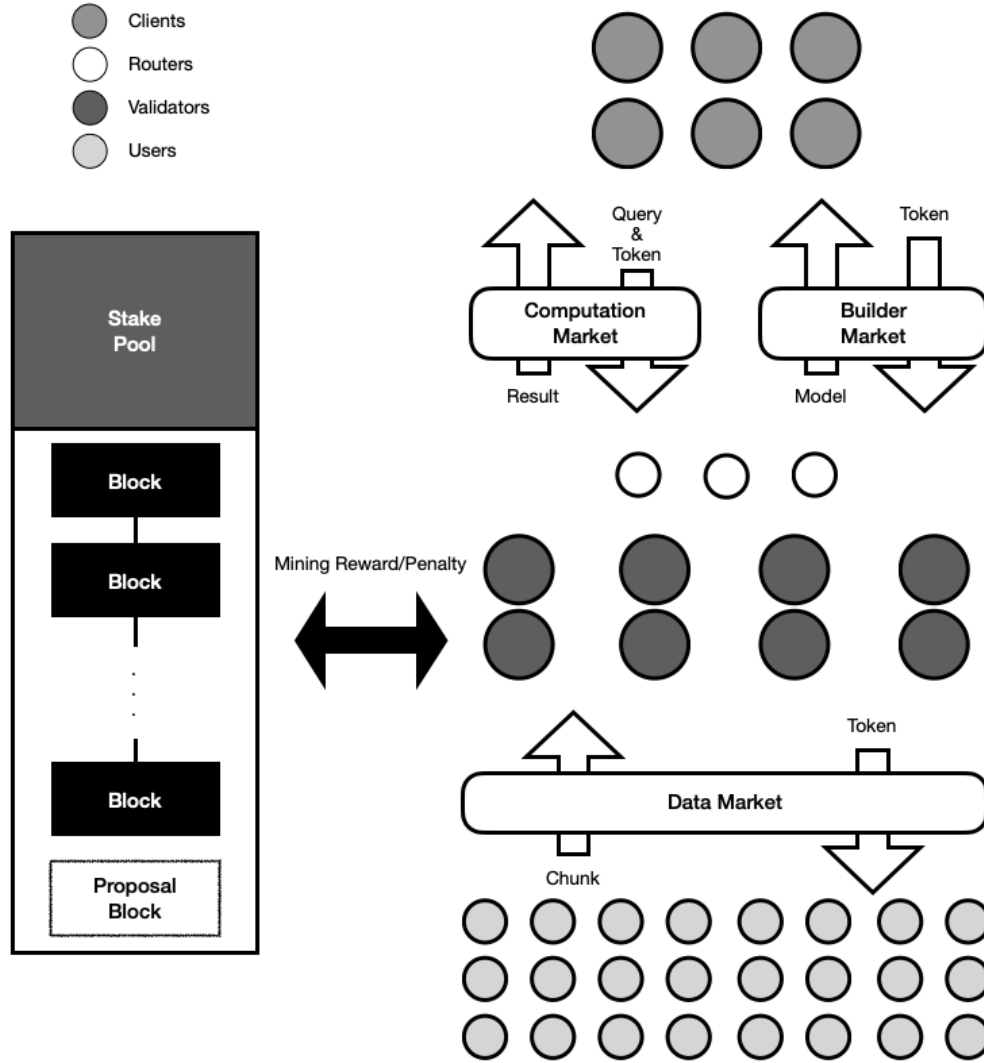 Clients
Routers
Validators
Users
Query
&
Token
Token
Computation
Market
Builder
Market
Result
Model
Stake
Pool
Block
Block
Mining Reward/Penalty
.
.
.
Block
Proposal
Block
Token
Data Market
Chunk